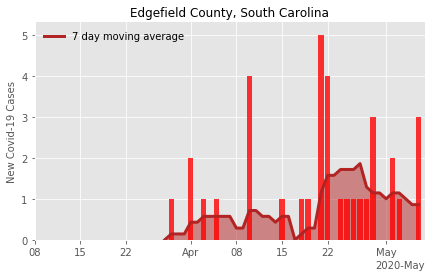 Edgefield County, South Carolina
7 day moving average
New Covid-19 Cases
5
4
3
2
1
0
08 15 22 Apr 08 15 22 May
2020-May